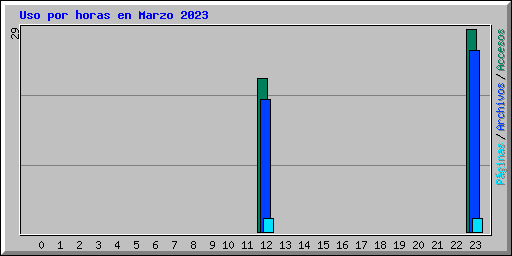 Uso por horas en Marzo 2023
29
0 1 2 3 4 5 6 7 8 9 10 11 12 13 14 15 16 17 18 19 20 21 22 23
Páginas / Archivos / Accesos